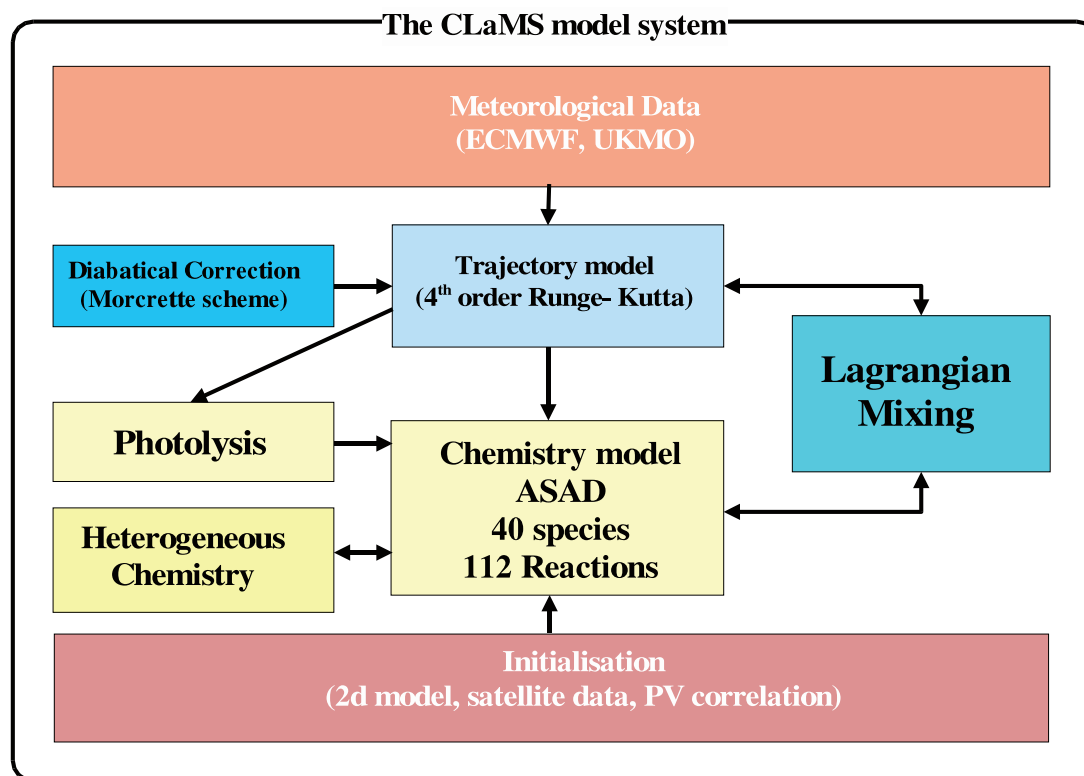 The CLaMS model system
Meteorological Data
(ECMWF, UKMO)
Diabatical Correction
(Morcrette scheme)
Trajectory model
(4th order Runge- Kutta)
Lagrangian
Mixing
Photolysis
Chemistry model
ASAD
40 species
112 Reactions
Heterogeneous
Chemistry
Initialisation
(2d model, satellite data, PV correlation)